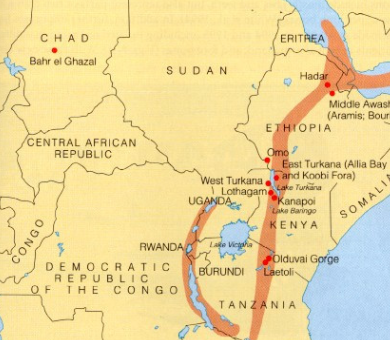 CHAD
Bahr el Ghazal
SUDAN
ERITREA
Hadar
Middle Awash
(Aramis; Bouri
ETHIOPIA
CENTRAL AFRICAN
REPUBLIC
Omo
East Turkana (Allia Bay
and Koobi Fora)
West Turkana
Lake Turkana
Lothagam
Kanapoi
UGANDA
Lake Baringo
SOMALIA
KENYA
CONGO
RWANDA
Lake Victoria
DEMOCRATIC
REPUBLIC
OF THE CONGO
BURUNDI
Olduvai Gorge
Laetoli
TANZANIA